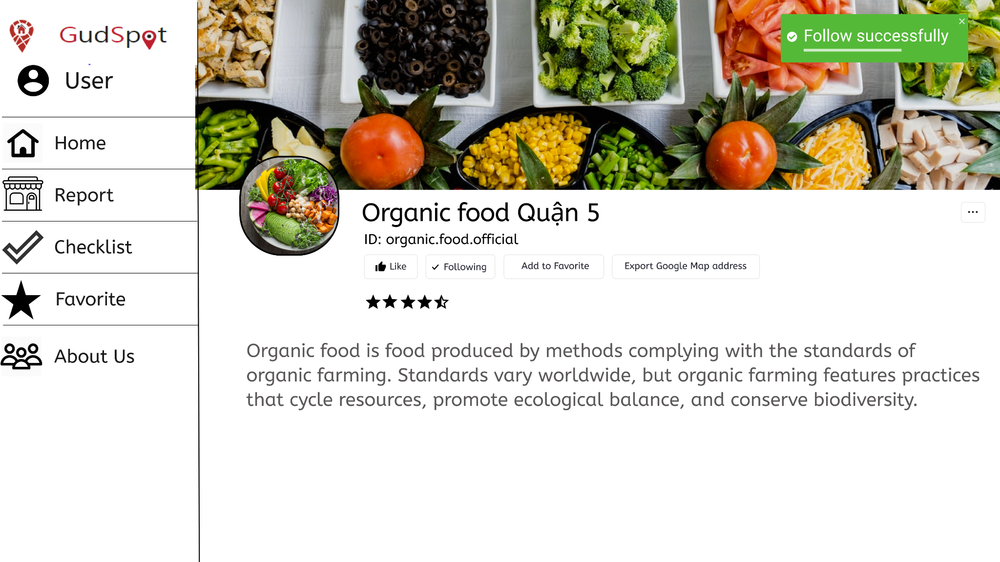 GudSpot
User
Home
Report
Checklist
Favorite
About Us
Follow successfully
Organic food Quận 5
ID: organic.food.official
Like
Following
Add to Favorite
Export Google Map address
Organic food is food produced by methods complying with the standards of
organic farming. Standards vary worldwide, but organic farming features practices
that cycle resources, promote ecological balance, and conserve biodiversity.